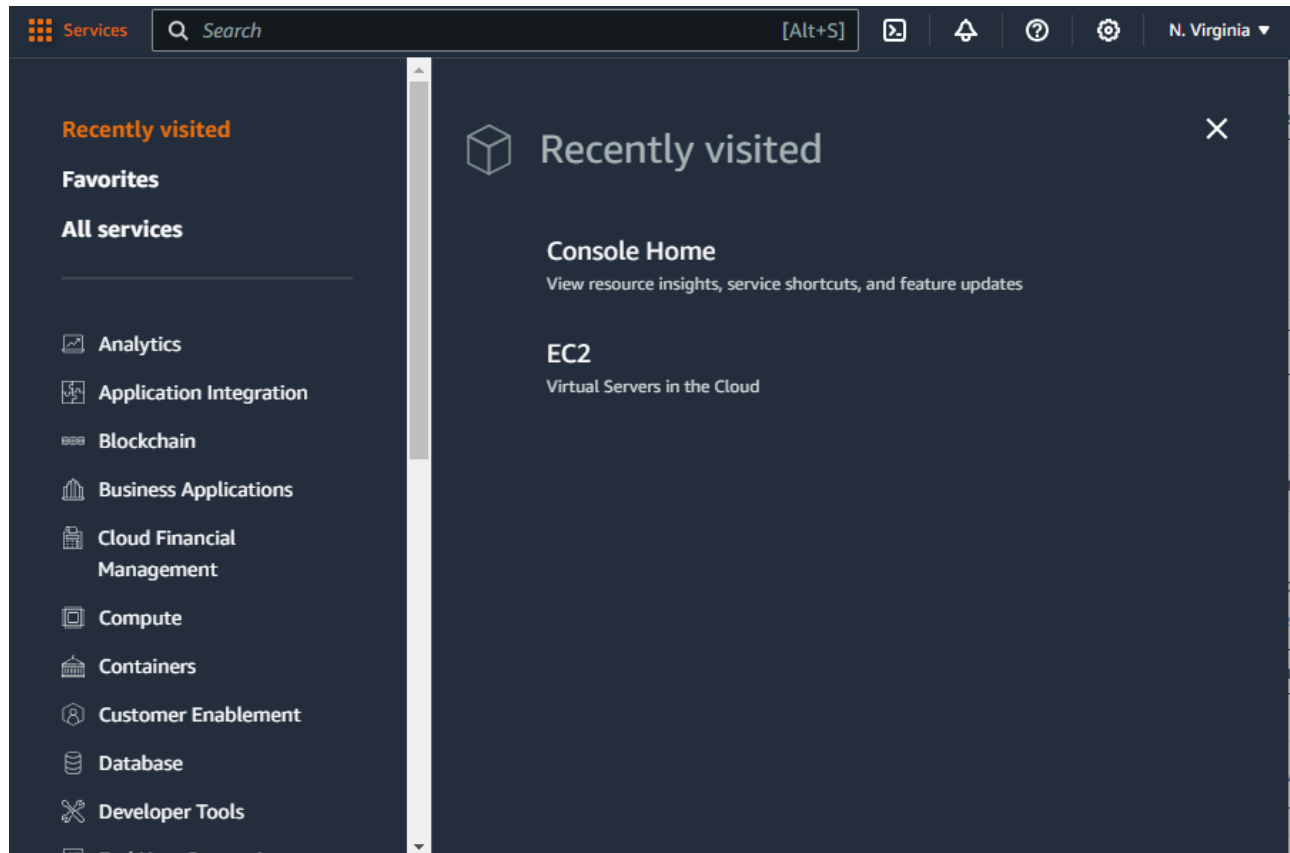 Services
Search
[Alt+S]
N. Virginia
Recently visited
Favorites
All services
Analytics
Application Integration
Blockchain
Business Applications
Cloud Financial
Management
Compute
Containers
Customer Enablement
Database
Developer Tools
Recently visited
Console Home
View resource insights, service shortcuts, and feature updates
EC2
Virtual Servers in the Cloud